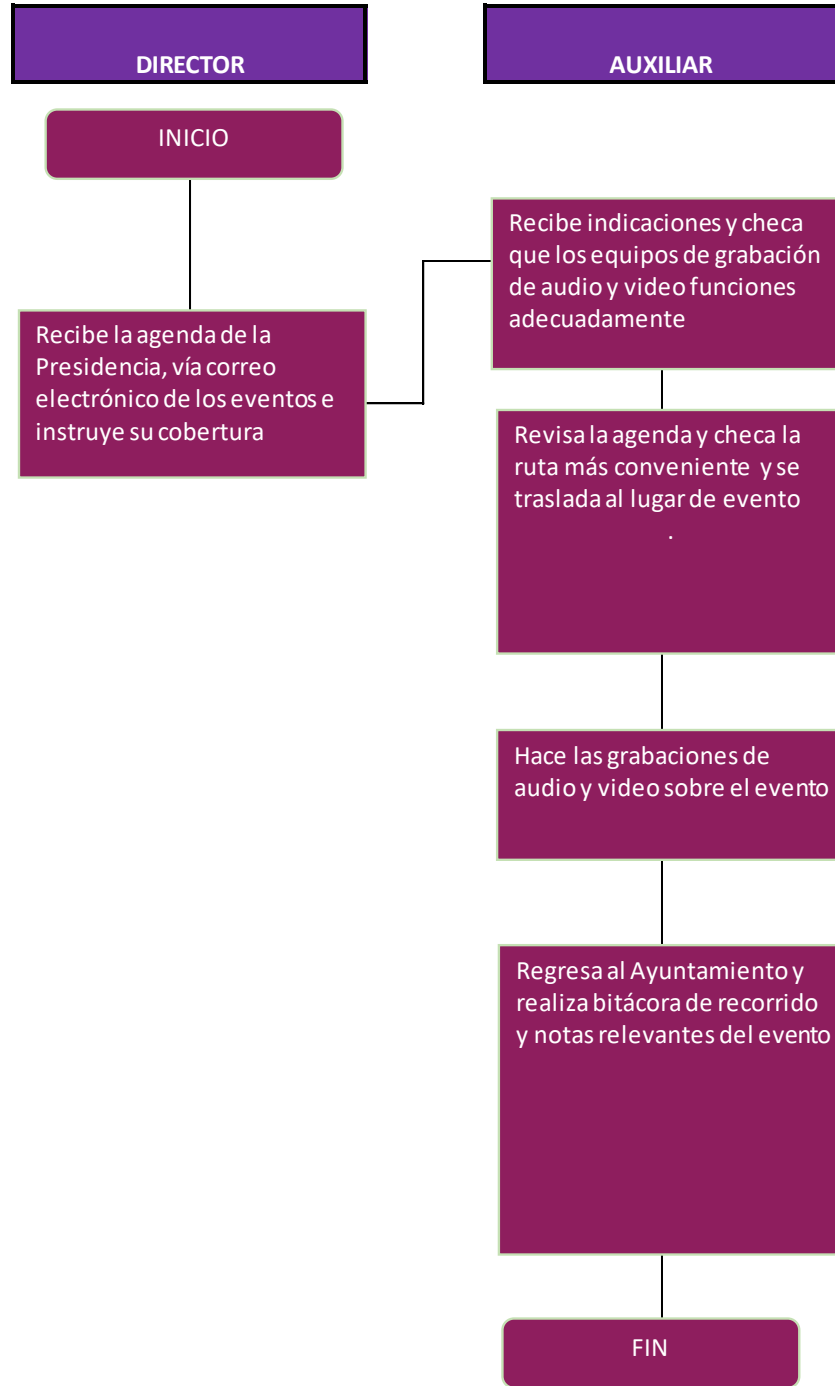 DIRECTOR
AUXILIAR
INICIO
Recibe la agenda de la
Presidencia, vía correo
electrónico de los eventos e
instruye su cobertura
Recibe indicaciones y checa
que los equipos de grabación
de audio y video funciones
adecuadamente
Revisa la agenda y checa la
ruta más conveniente y se
traslada al lugar de evento
.
Hace las grabaciones de
audio y video sobre el evento
Regresa al Ayuntamiento y
realiza bitácora de recorrido
y notas relevantes del evento
FIN